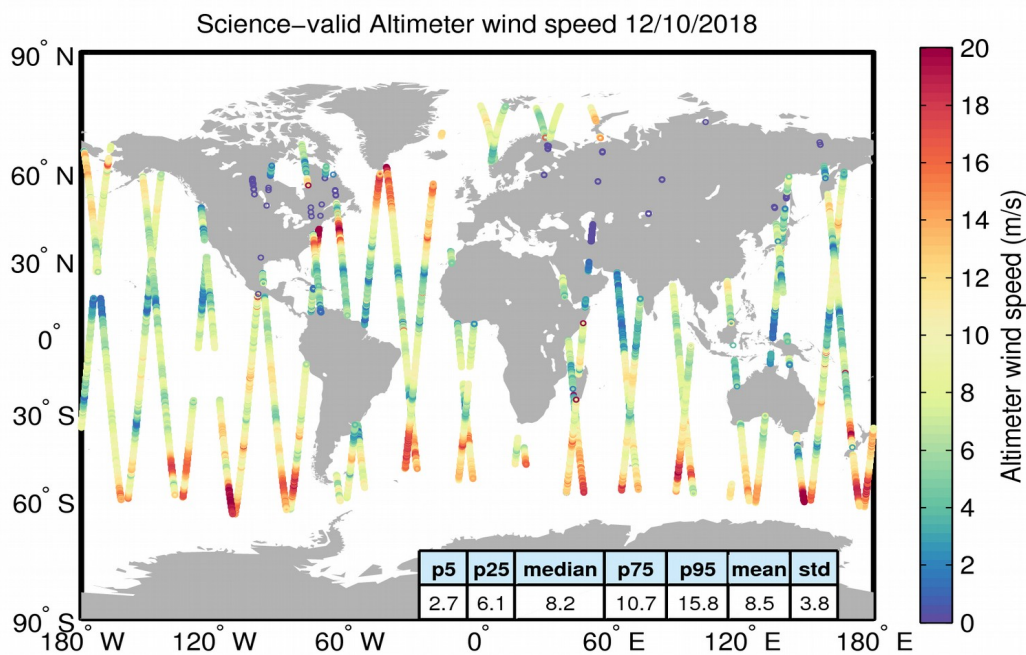 Science−valid Altimeter wind speed 12/10/2018
90° N
60° N
30° N
0°
30° S
60° S
90° S
180° W
120° W
60° W
0°
60° E
120° E
180° E
p5 p25 median p75 p95 mean std
2.7 6.1 8.2 10.7 15.8 8.5 3.8
20
18
16
14
12
10
8
6
4
2
0
Altimeter wind speed (m/s)